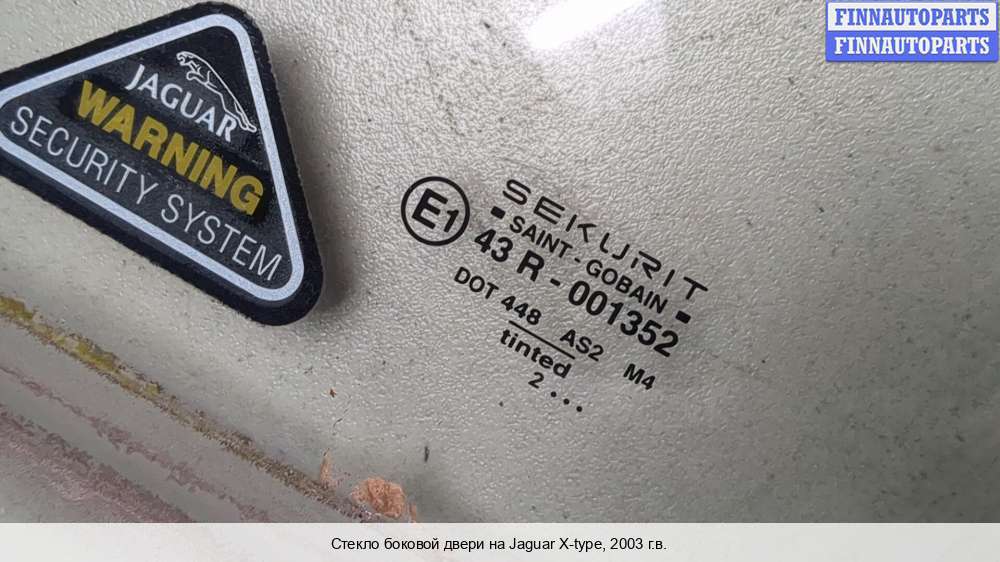 FINNAUTOPARTS
FINNAUTOPARTS
JAGUAR
WARNING
SECURITY SYSTEM
E1
SEKURIT
SAINT-GOBAIN
43 R - 001352
DOT 448 AS2 M4
tinted
2 ...
Стекло боковой двери на Jaguar X-type, 2003 г.в.